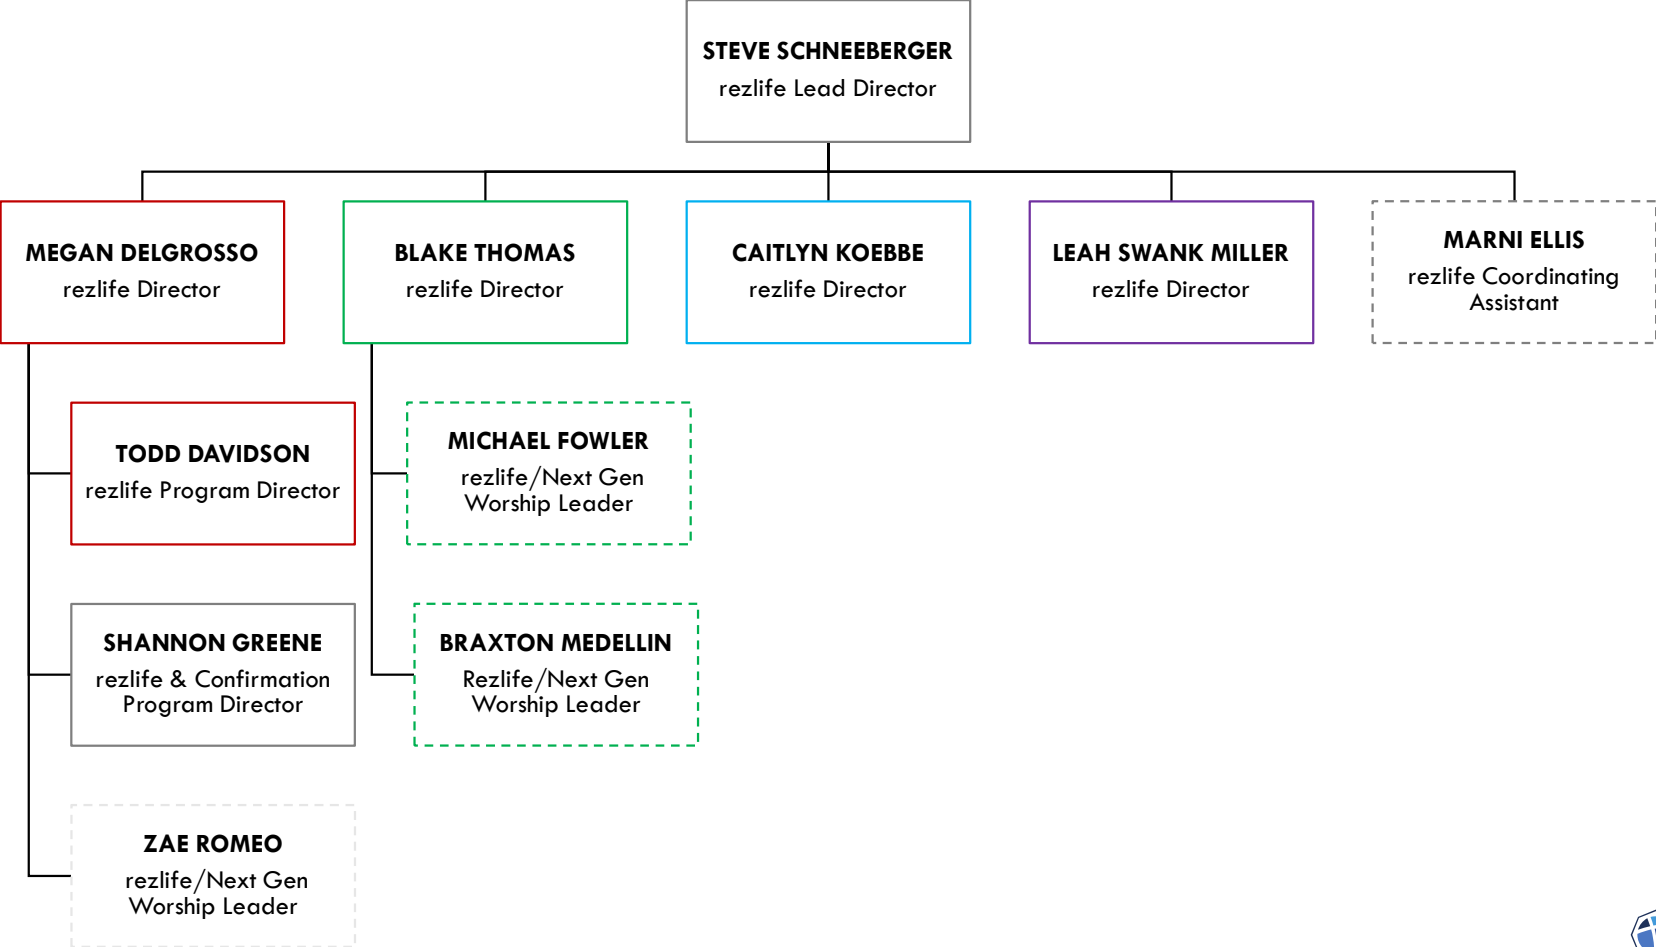 STEVE SCHNEEBERGER
rezlife Lead Director
MEGAN DELGROSSO
rezlife Director
BLAKE THOMAS
rezlife Director
CAITLYN KOEBBE
rezlife Director
LEAH SWANK MILLER
rezlife Director
MARNI ELLIS
rezlife Coordinating
Assistant
TODD DAVIDSON
rezlife Program Director
MICHAEL FOWLER
rezlife/Next Gen
Worship Leader
SHANNON GREENE
rezlife & Confirmation
Program Director
BRAXTON MEDELLIN
Rezlife/Next Gen
Worship Leader
ZAE ROMEO
rezlife/Next Gen
Worship Leader